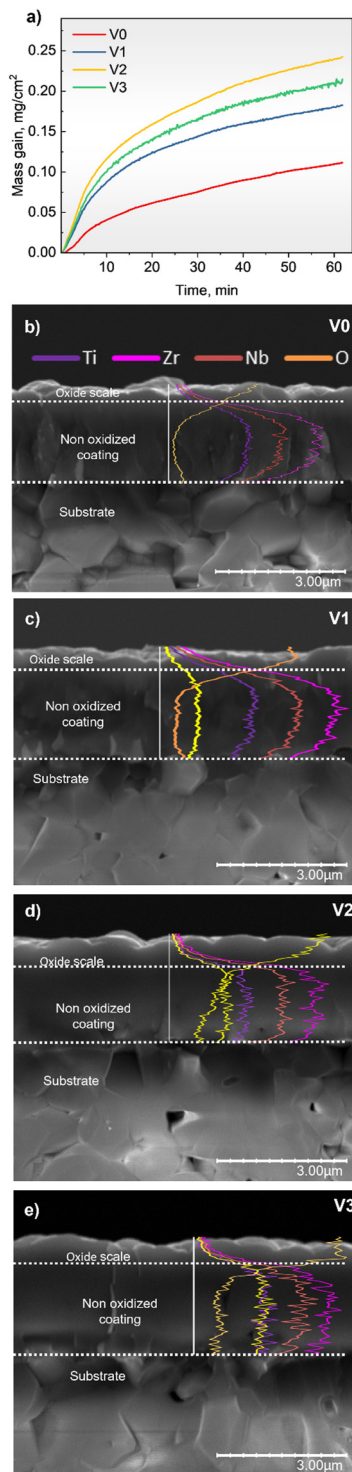 a)
V0
V1
V2
V3
Mass gain, mg/cm²
0.25
0.20
0.15
0.10
0.05
0.00
0 10 20 30 40 50 60
Time, min
b) V0
Ti Zr Nb O
Oxide scale
Non oxidized
coating
Substrate
3.00µm
c) V1
Oxide scale
Non oxidized
coating
Substrate
3.00µm
d) V2
Oxide scale
Non oxidized
coating
Substrate
3.00µm
e) V3
Oxide scale
Non oxidized
coating
Substrate
3.00µm